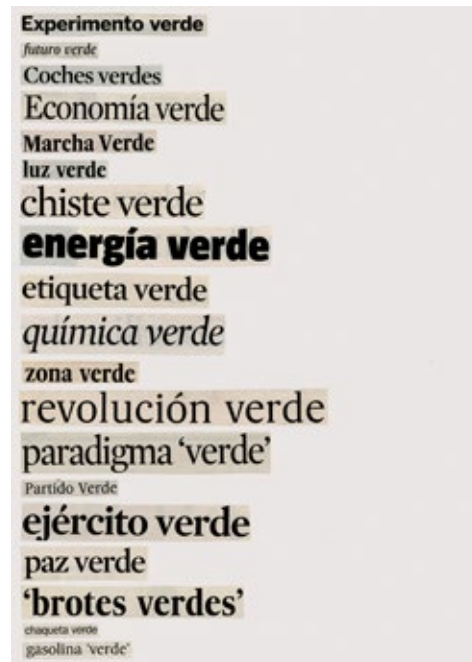 Experimento verde
futuro verde
Coches verdes
Economía verde
Marcha Verde
luz verde
chiste verde
energía verde
etiqueta verde
química verde
zona verde
revolución verde
paradigma ‘verde’
Partido Verde
ejército verde
paz verde
‘brotes verdes’
chaqueta verde
gasolina ‘verde’